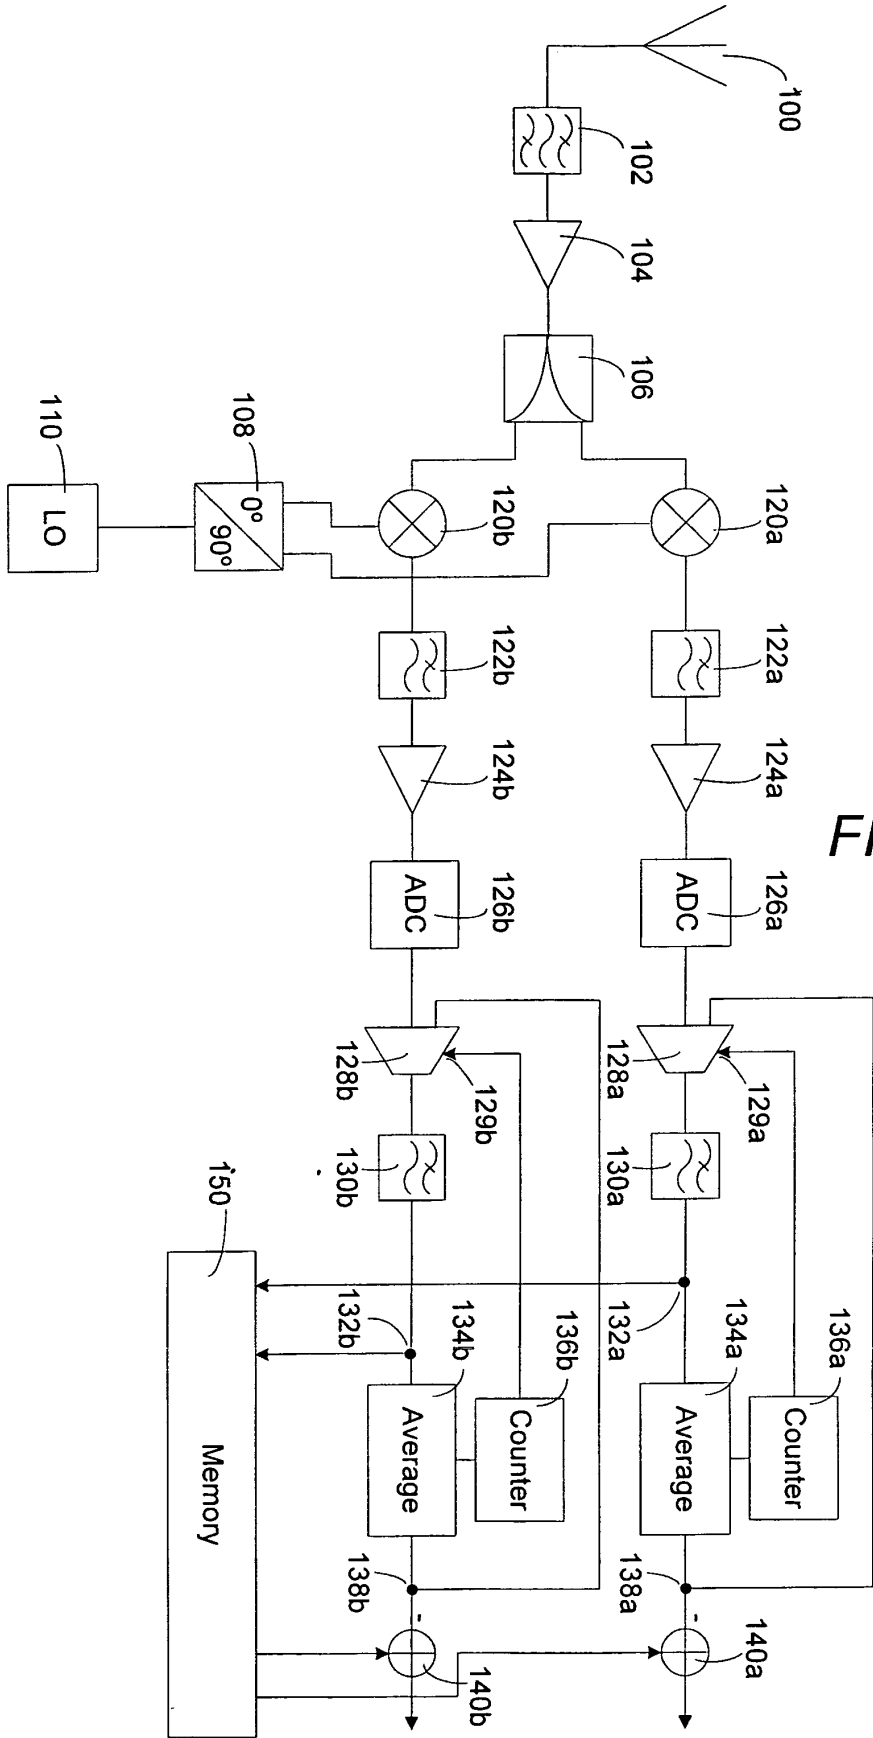 FI
100
102
104
106
108
0°
90°
110
LO
120a
120b
122a
122b
124a
124b
126a
ADC
126b
ADC
128a
129a
128b
129b
130a
130b
132a
132b
134a
Average
134b
Average
136a
Counter
136b
Counter
138a
138b
-
-
140a
140b
150
Memory